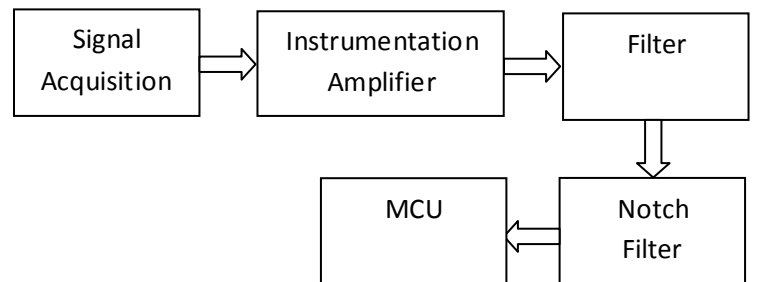 Signal
Acquisition
Instrumentation
Amplifier
Filter
MCU
Notch
Filter